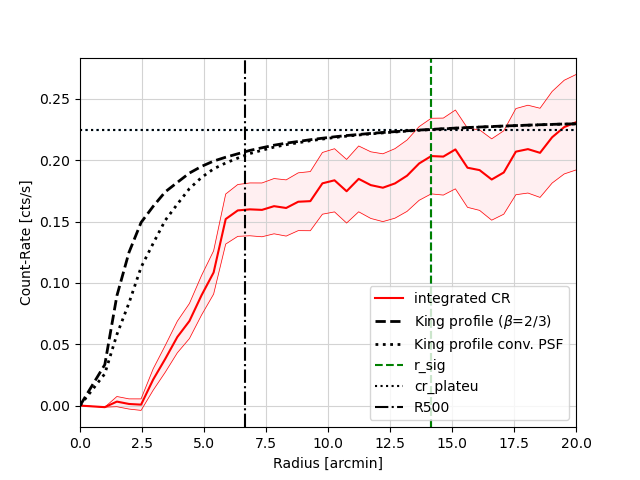 0.25
0.20
0.15
0.10
0.05
0.00
Count-Rate [cts/s]
integrated CR
King profile (β=2/3)
King profile conv. PSF
r_sig
cr_plateu
R500
0.0 2.5 5.0 7.5 10.0 12.5 15.0 17.5 20.0
Radius [arcmin]